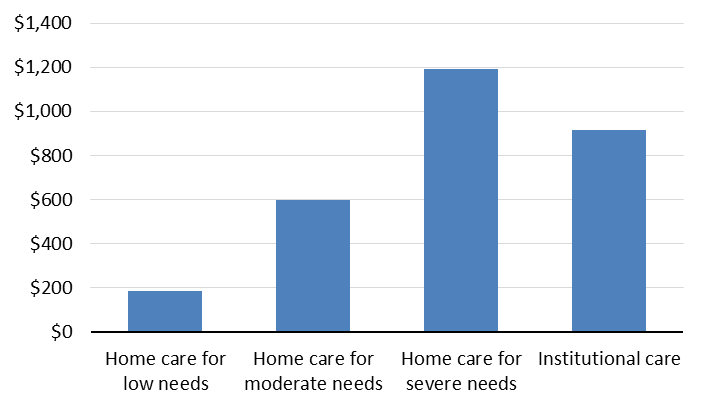 $1,400
$1,200
$1,000
$800
$600
$400
$200
$0
Home care for
low needs
Home care for
moderate needs
Home care for
severe needs
Institutional care